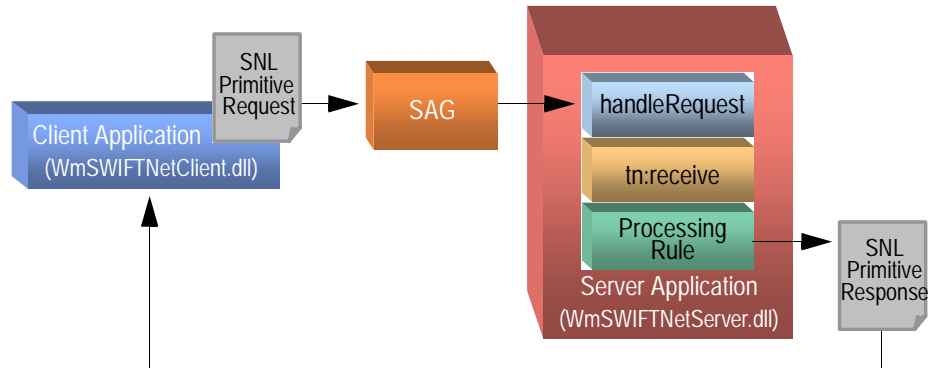 SNL
Primitive
Request
Client Application
(WmSWIFTNetClient.dll)
SAG
handleRequest
tn:receive
Processing
Rule
Server Application
(WmSWIFTNetServer.dll)
SNL
Primitive
Response